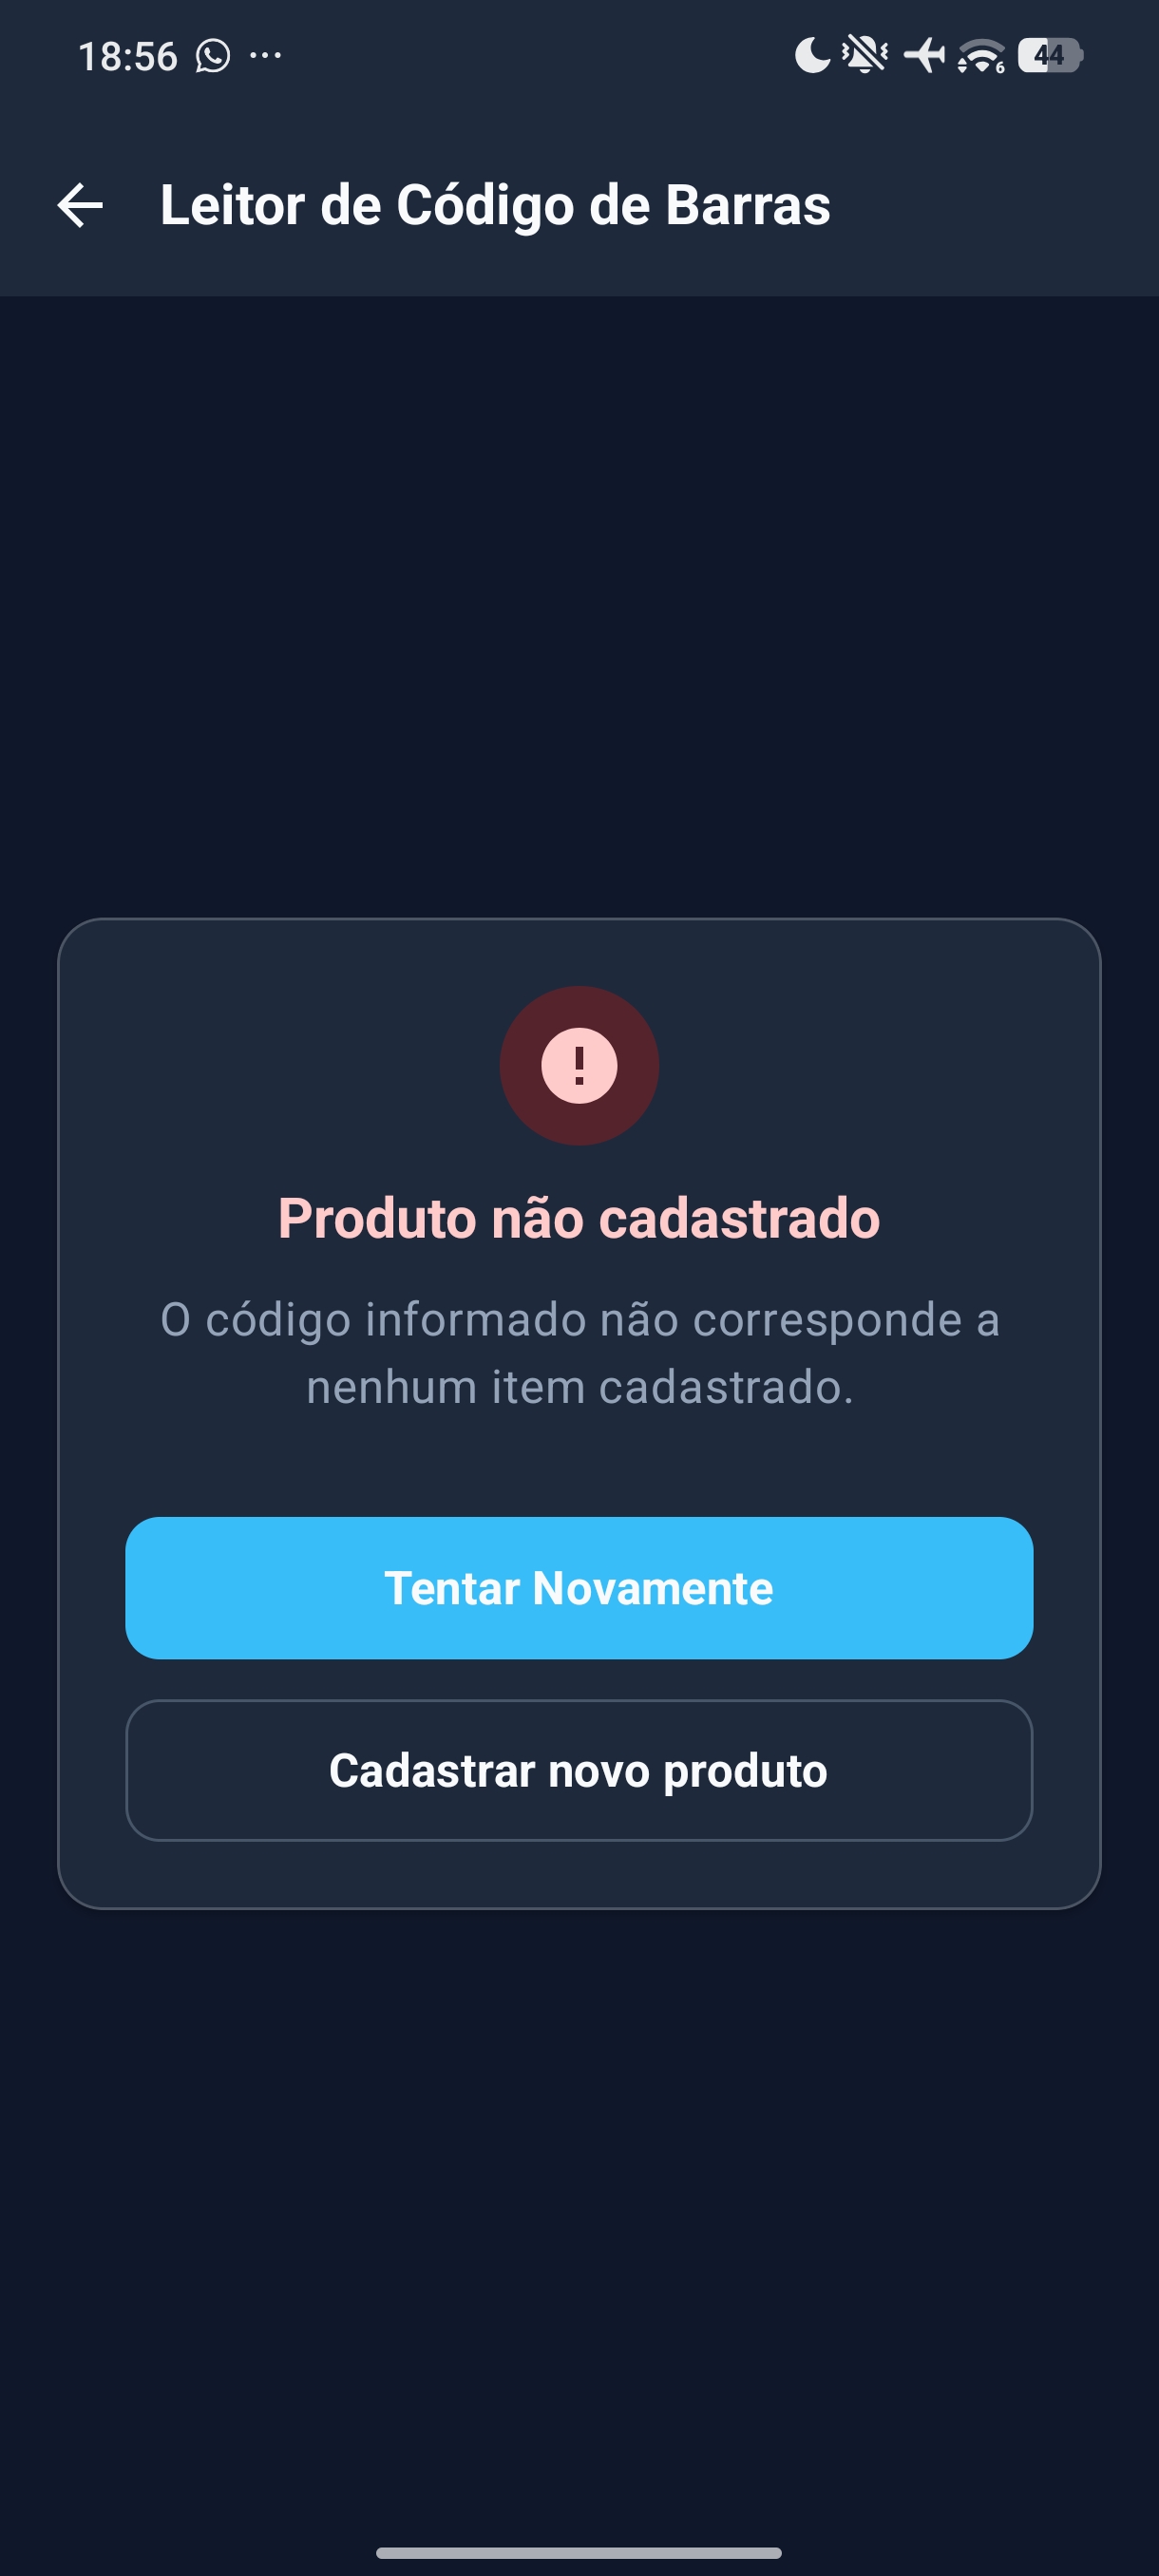 18:56
6
44
Leitor de Código de Barras
Produto não cadastrado
O código informado não corresponde a
nenhum item cadastrado.
Tentar Novamente
Cadastrar novo produto